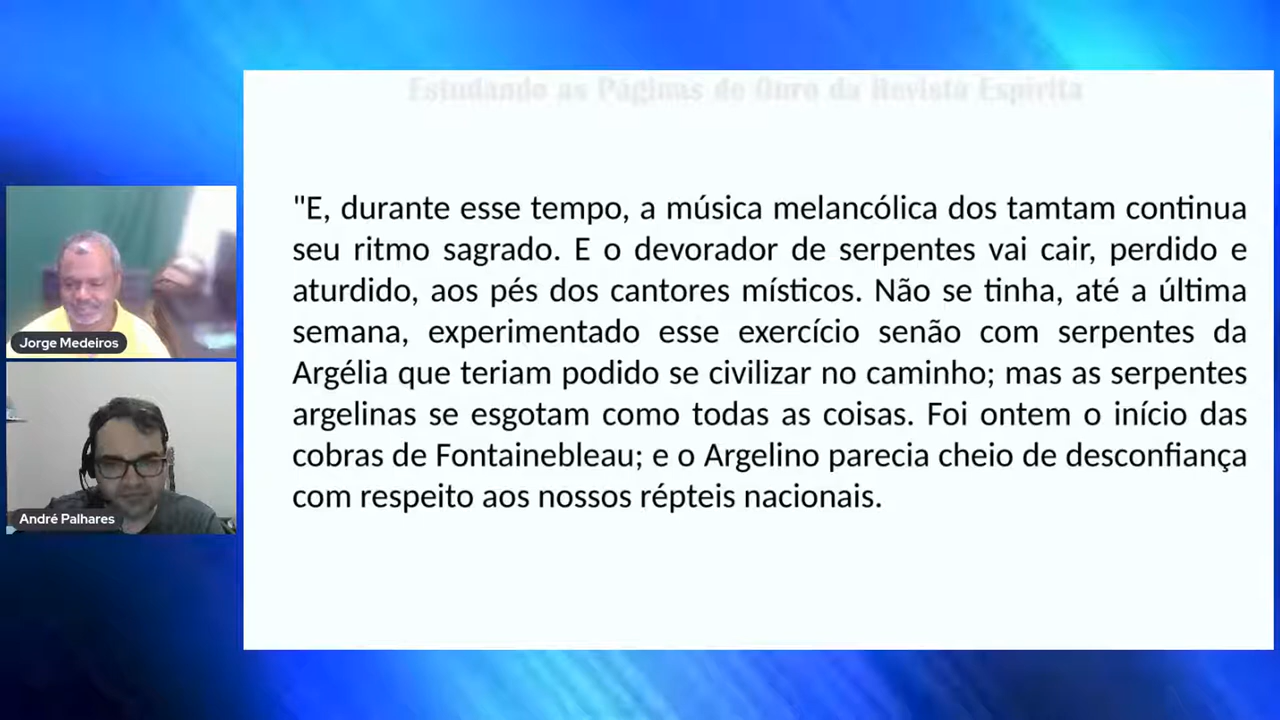 Estudando as Páginas de Ouro da Revista Espírita
"E, durante esse tempo, a música melancólica dos tamtam continua
seu ritmo sagrado. E o devorador de serpentes vai cair, perdido e
aturdido, aos pés dos cantores místicos. Não se tinha, até a última
semana, experimentado esse exercício senão com serpentes da
Argélia que teriam podido se civilizar no caminho; mas as serpentes
argelinas se esgotam como todas as coisas. Foi ontem o início das
cobras de Fontainebleau; e o Argelino parecia cheio de desconfiança
com respeito aos nossos répteis nacionais.
Jorge Medeiros
André Palhares